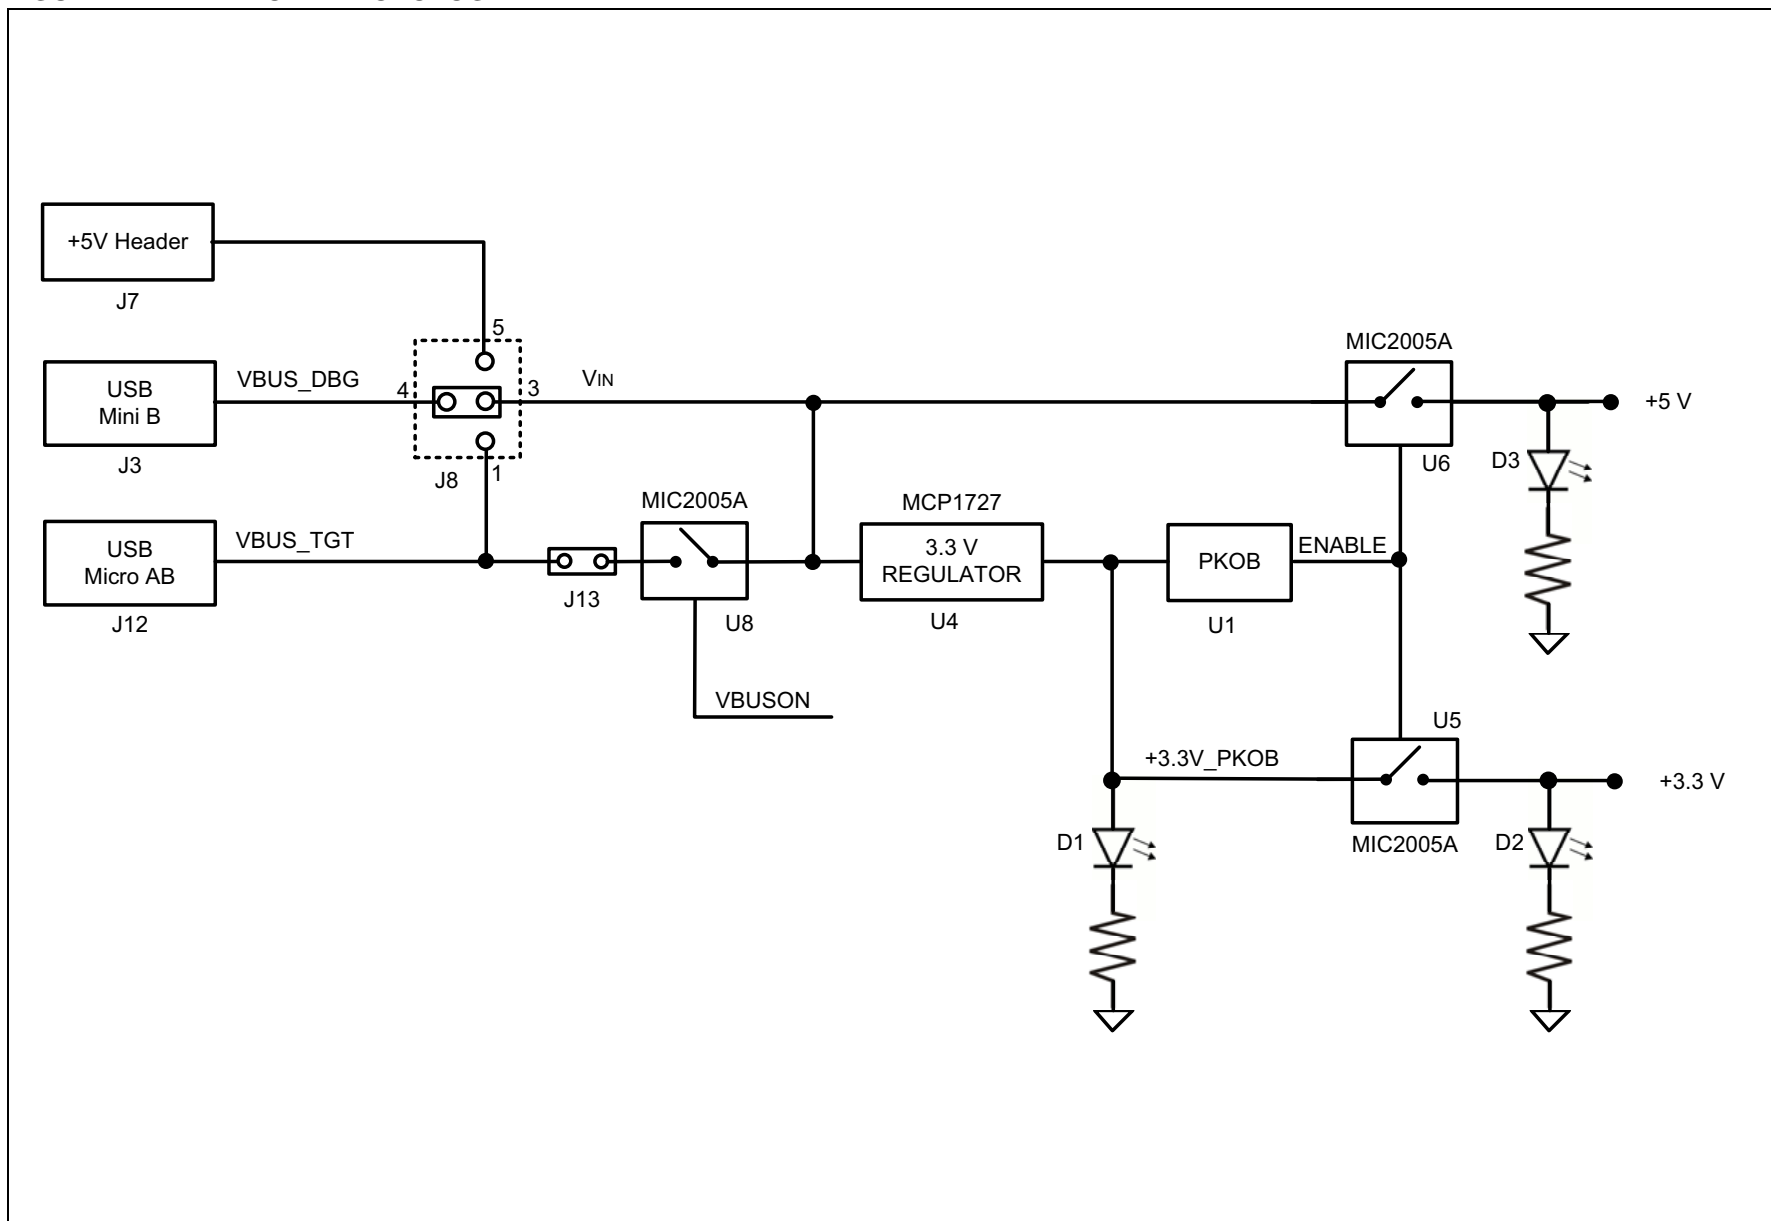 +5V Header
J7
5
MIC2005A
USB
Mini B
VBUS_DBG
4
3
VIN
+5 V
J3
J8
1
U6
D3
MIC2005A
MCP1727
USB
Micro AB
VBUS_TGT
3.3 V
REGULATOR
PKOB
ENABLE
J12
J13
U8
U4
U1
VBUSON
U5
+3.3V_PKOB
+3.3 V
D1
MIC2005A
D2